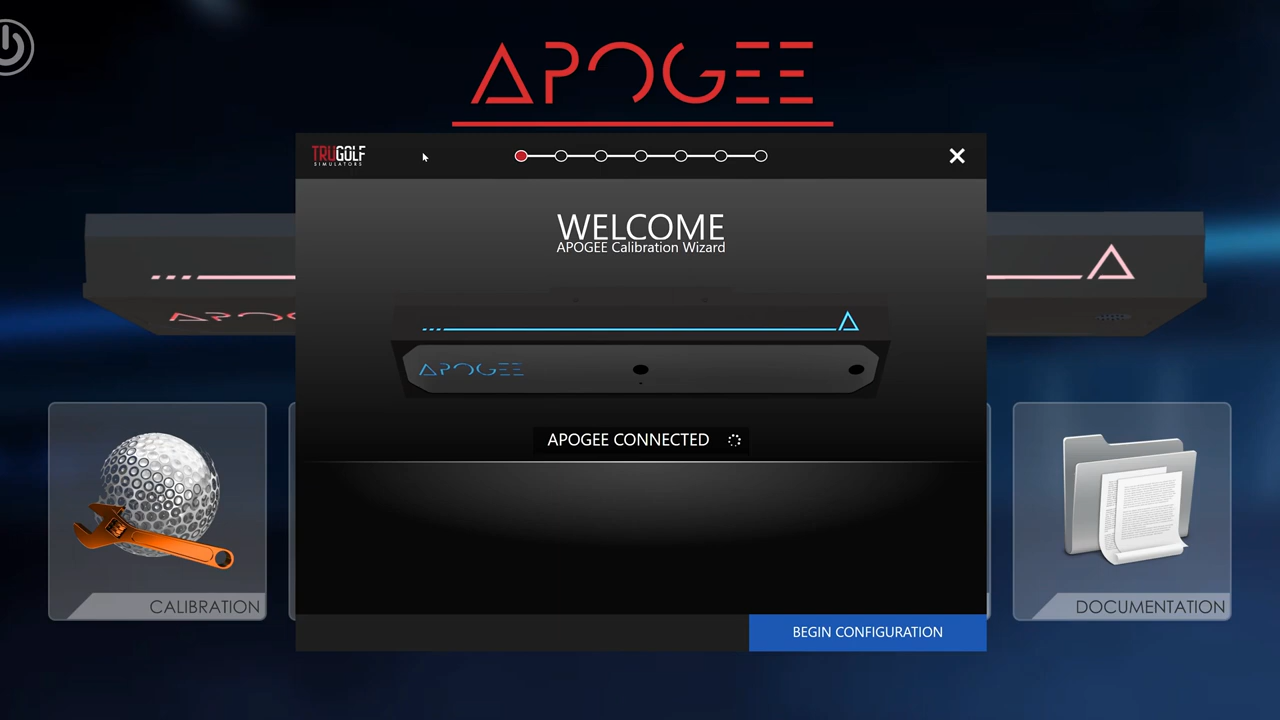 APOGEE
TRUGOLF
SIMULATORS
WELCOME
APOGEE Calibration Wizard
APOGEE
APOGEE CONNECTED
CALIBRATION
DOCUMENTATION
BEGIN CONFIGURATION